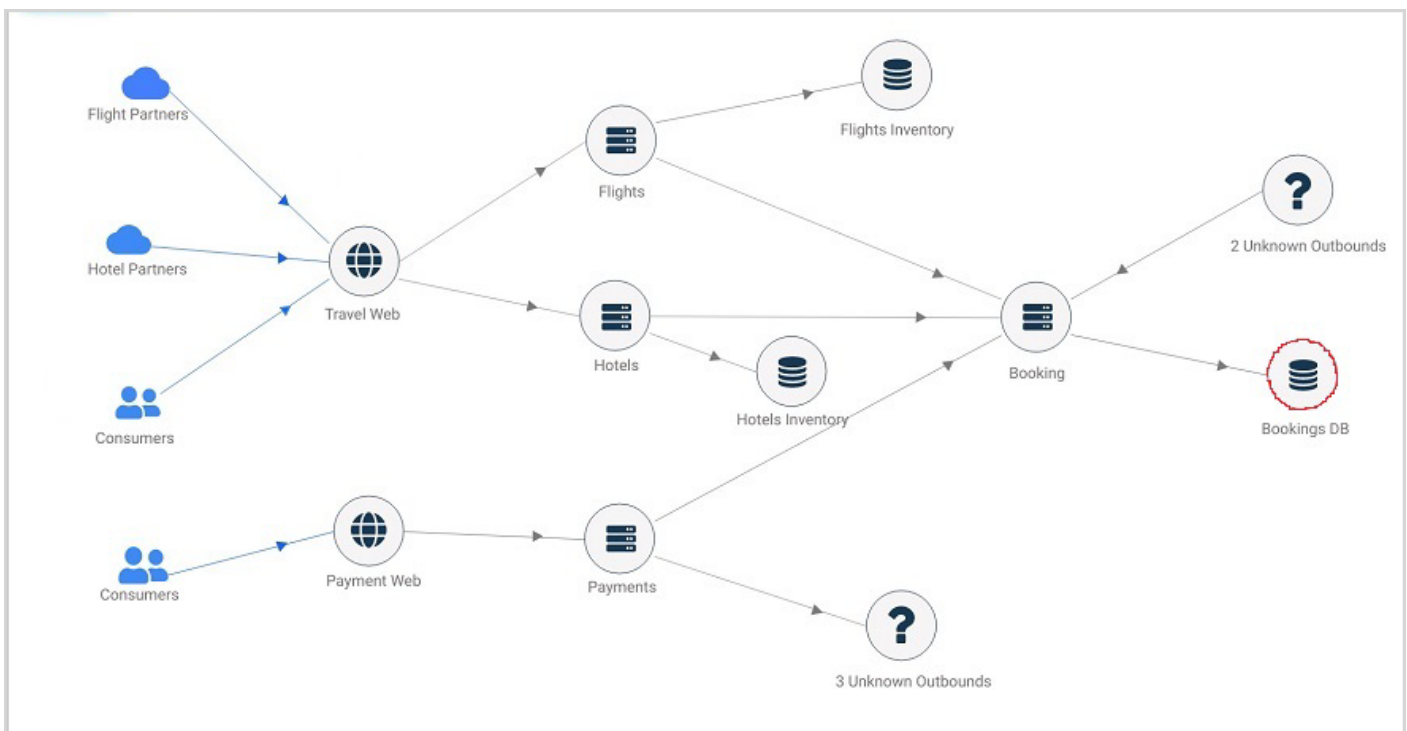 Flight Partners
Flights Inventory
Flights
2 Unknown Outbounds
Hotel Partners
Travel Web
Hotels
Booking
Hotels Inventory
Bookings DB
Consumers
Payment Web
Payments
Consumers
3 Unknown Outbounds